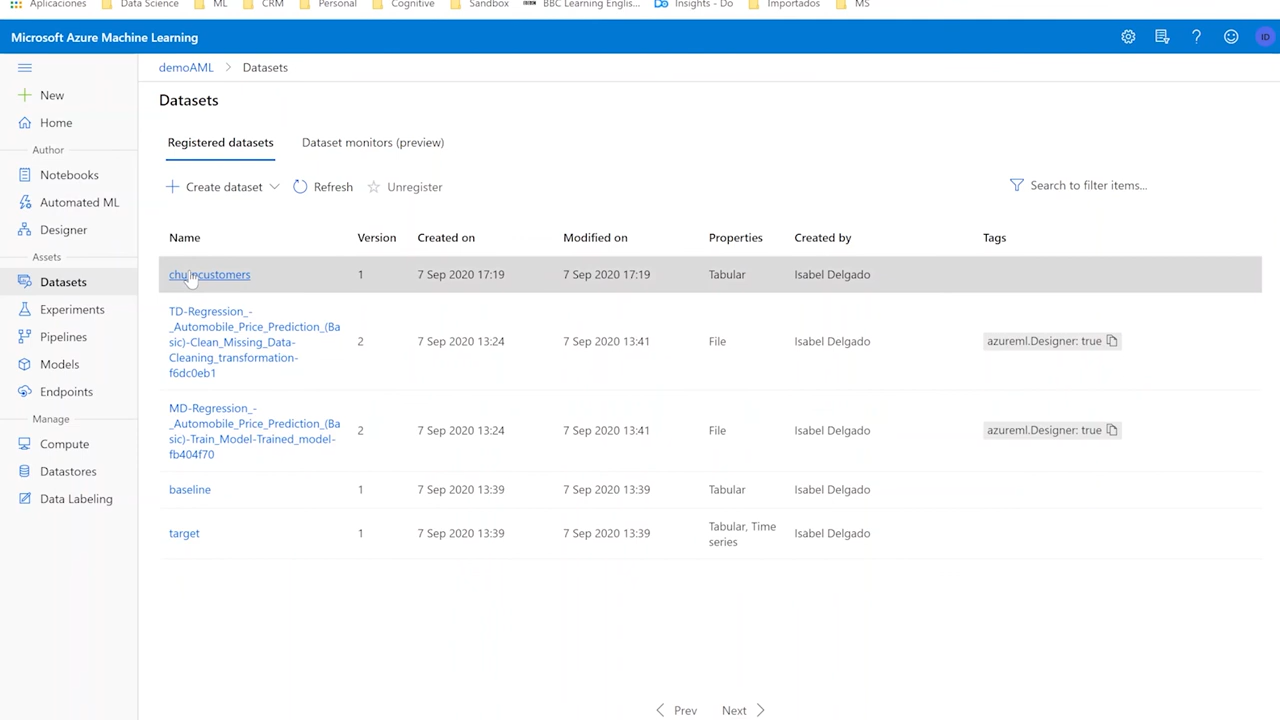 Aplicaciones Data Science ML CRM Personal Cognitive Sandbox BBC Learning Englis... Insights - Do Importados MS
Microsoft Azure Machine Learning
ID
demoAML > Datasets
New
Home
Author
Notebooks
Automated ML
Designer
Assets
Datasets
Experiments
Pipelines
Models
Endpoints
Manage
Compute
Datastores
Data Labeling
Datasets
Registered datasets Dataset monitors (preview)
Create dataset Refresh Unregister Search to filter items...
Name Version Created on Modified on Properties Created by Tags
1 7 Sep 2020 17:19 7 Sep 2020 17:19 Tabular Isabel Delgado
TD-Regression_-
_Automobile_Price_Prediction_(Ba
sic)-Clean_Missing_Data-
Cleaning_transformation-
f6dc0eb1
2 7 Sep 2020 13:24 7 Sep 2020 13:41 File Isabel Delgado azureml.Designer: true
MD-Regression_-
_Automobile_Price_Prediction_(Ba
sic)-Train_Model-Trained_model-
fb404f70
2 7 Sep 2020 13:24 7 Sep 2020 13:41 File Isabel Delgado azureml.Designer: true
baseline 1 7 Sep 2020 13:39 7 Sep 2020 13:39 Tabular Isabel Delgado
target 1 7 Sep 2020 13:39 7 Sep 2020 13:39 Tabular, Time
series
Isabel Delgado
Prev Next